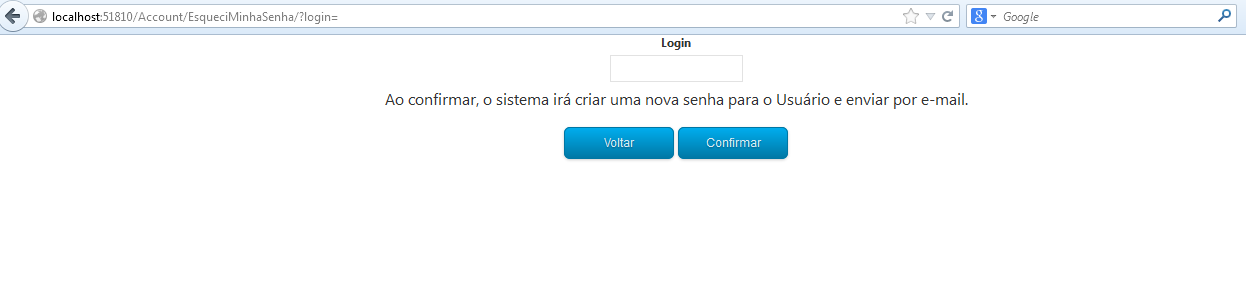 localhost:51810/Account/EsqueciMinhaSenha/?login=
g Google
Login
Ao confirmar, o sistema irá criar uma nova senha para o Usuário e enviar por e-mail.
Voltar Confirmar